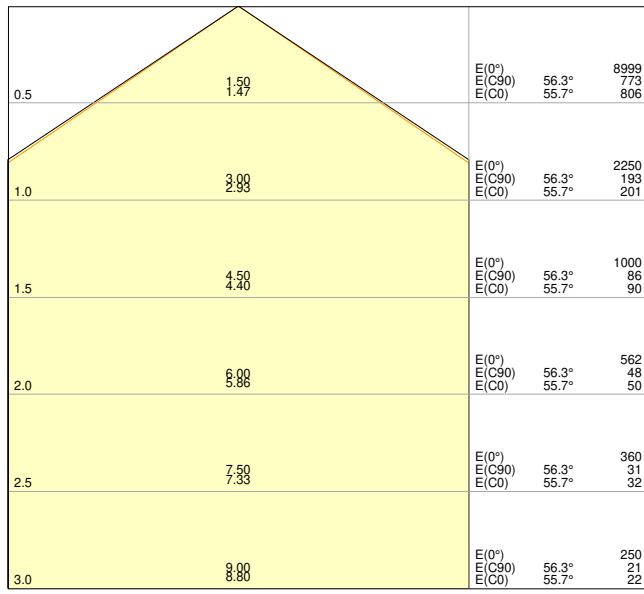 E(0°) 8999
1.50 E(C90) 56.3° 773
0.5 1.47 E(C0) 55.7° 806
E(0°) 2250
3.00 E(C90) 56.3° 193
1.0 2.93 E(C0) 55.7° 201
E(0°) 1000
4.50 E(C90) 56.3° 86
1.5 4.40 E(C0) 55.7° 90
E(0°) 562
6.00 E(C90) 56.3° 48
2.0 5.86 E(C0) 55.7° 50
E(0°) 360
7.50 E(C90) 56.3° 31
2.5 7.33 E(C0) 55.7° 32
E(0°) 250
9.00 E(C90) 56.3° 21
3.0 8.80 E(C0) 55.7° 22